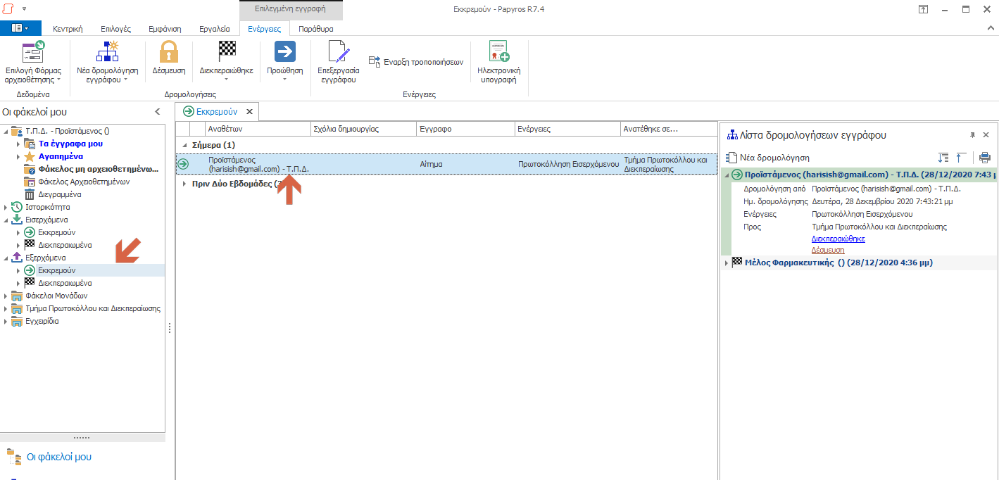 Επιλεγμένη εγγραφή
Εκκρεμούν - Papyros R7.4
Κεντρική Επιλογές Εμφάνιση Εργαλεία Ενέργειες Παράθυρα
Επιλογή Φόρμας
αρχειοθέτησης
Δεδομένα
Νέα δρομολόγηση
εγγράφου
Δέσμευση
Διεκπεραιώθηκε
Προώθηση
Δρομολογήσεις
Επεξεργασία
εγγράφου
Έναρξη τροποποιήσεων
Ηλεκτρονική
υπογραφή
Ενέργειες
Οι φάκελοί μου
Τ.Π.Δ. - Προϊστάμενος ()
Τα έγγραφα μου
Αγαπημένα
Φάκελος μη αρχειοθετημένω...
Φάκελος Αρχειοθετημένων
Διεγραμμένα
Ιστορικότητα
Εισερχόμενα
Εκκρεμούν
Διεκπεραιωμένα
Εξερχόμενα
Εκκρεμούν
Διεκπεραιωμένα
Φάκελοι Μονάδων
Τμήμα Πρωτοκόλλου και Διεκπεραίωσης
Εγχειρίδια
Οι φάκελοί μου
Εκκρεμούν
Αναθέτων Σχόλια δημιουργίας Έγγραφο Ενέργειες Ανατέθηκε σε...
Σήμερα (1)
Προϊστάμενος
(harisish@gmail.com) - Τ.Π.Δ.
Αίτημα
Πρωτοκόλληση Εισερχόμενου
Τμήμα Πρωτοκόλλου και
Διεκπεραίωσης
Πριν Δύο Εβδομάδες
Λίστα δρομολογήσεων εγγράφου
Νέα δρομολόγηση
Προϊστάμενος (harisish@gmail.com) - Τ.Π.Δ. (28/12/2020 7:43 μ
Δρομολόγηση από Προϊστάμενος (harisish@gmail.com) - Τ.Π.Δ.
Ημ. δρομολόγησης Δευτέρα, 28 Δεκεμβρίου 2020 7:43:21 μμ
Ενέργειες Πρωτοκόλληση Εισερχόμενου
Προς Τμήμα Πρωτοκόλλου και Διεκπεραίωσης
Διεκπεραιώθηκε
Δέσμευση
Μέλος Φαρμακευτικής () (28/12/2020 4:36 μμ)